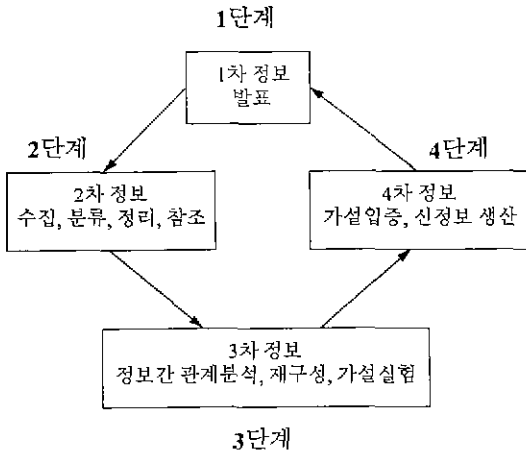 1단계
1차 정보
발표
2단계
2차 정보
수집, 분류, 정리, 참조
4단계
4차 정보
가설입증, 신정보 생산
3차 정보
정보간 관계분석, 재구성, 가설실험
3단계